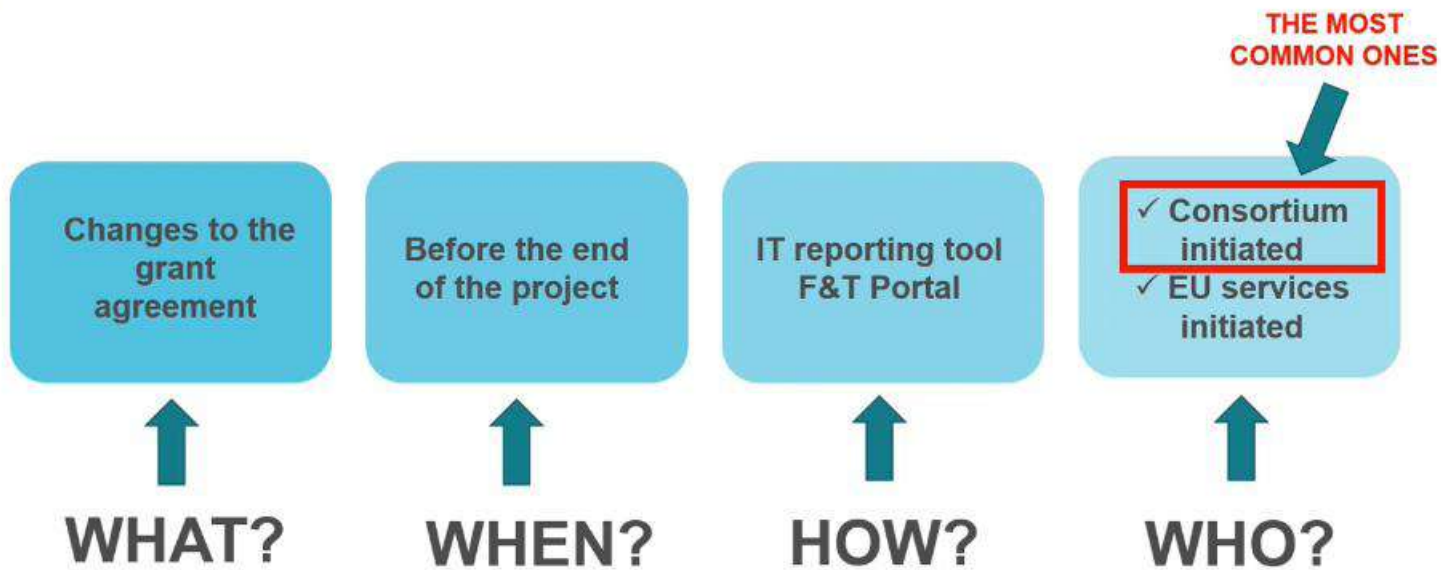 THE MOST
COMMON ONES
Changes to the
grant
agreement
Before the end
of the project
IT reporting tool
F&T Portal
✓ Consortium
initiated
✓ EU services
initiated
WHAT?
WHEN?
HOW?
WHO?